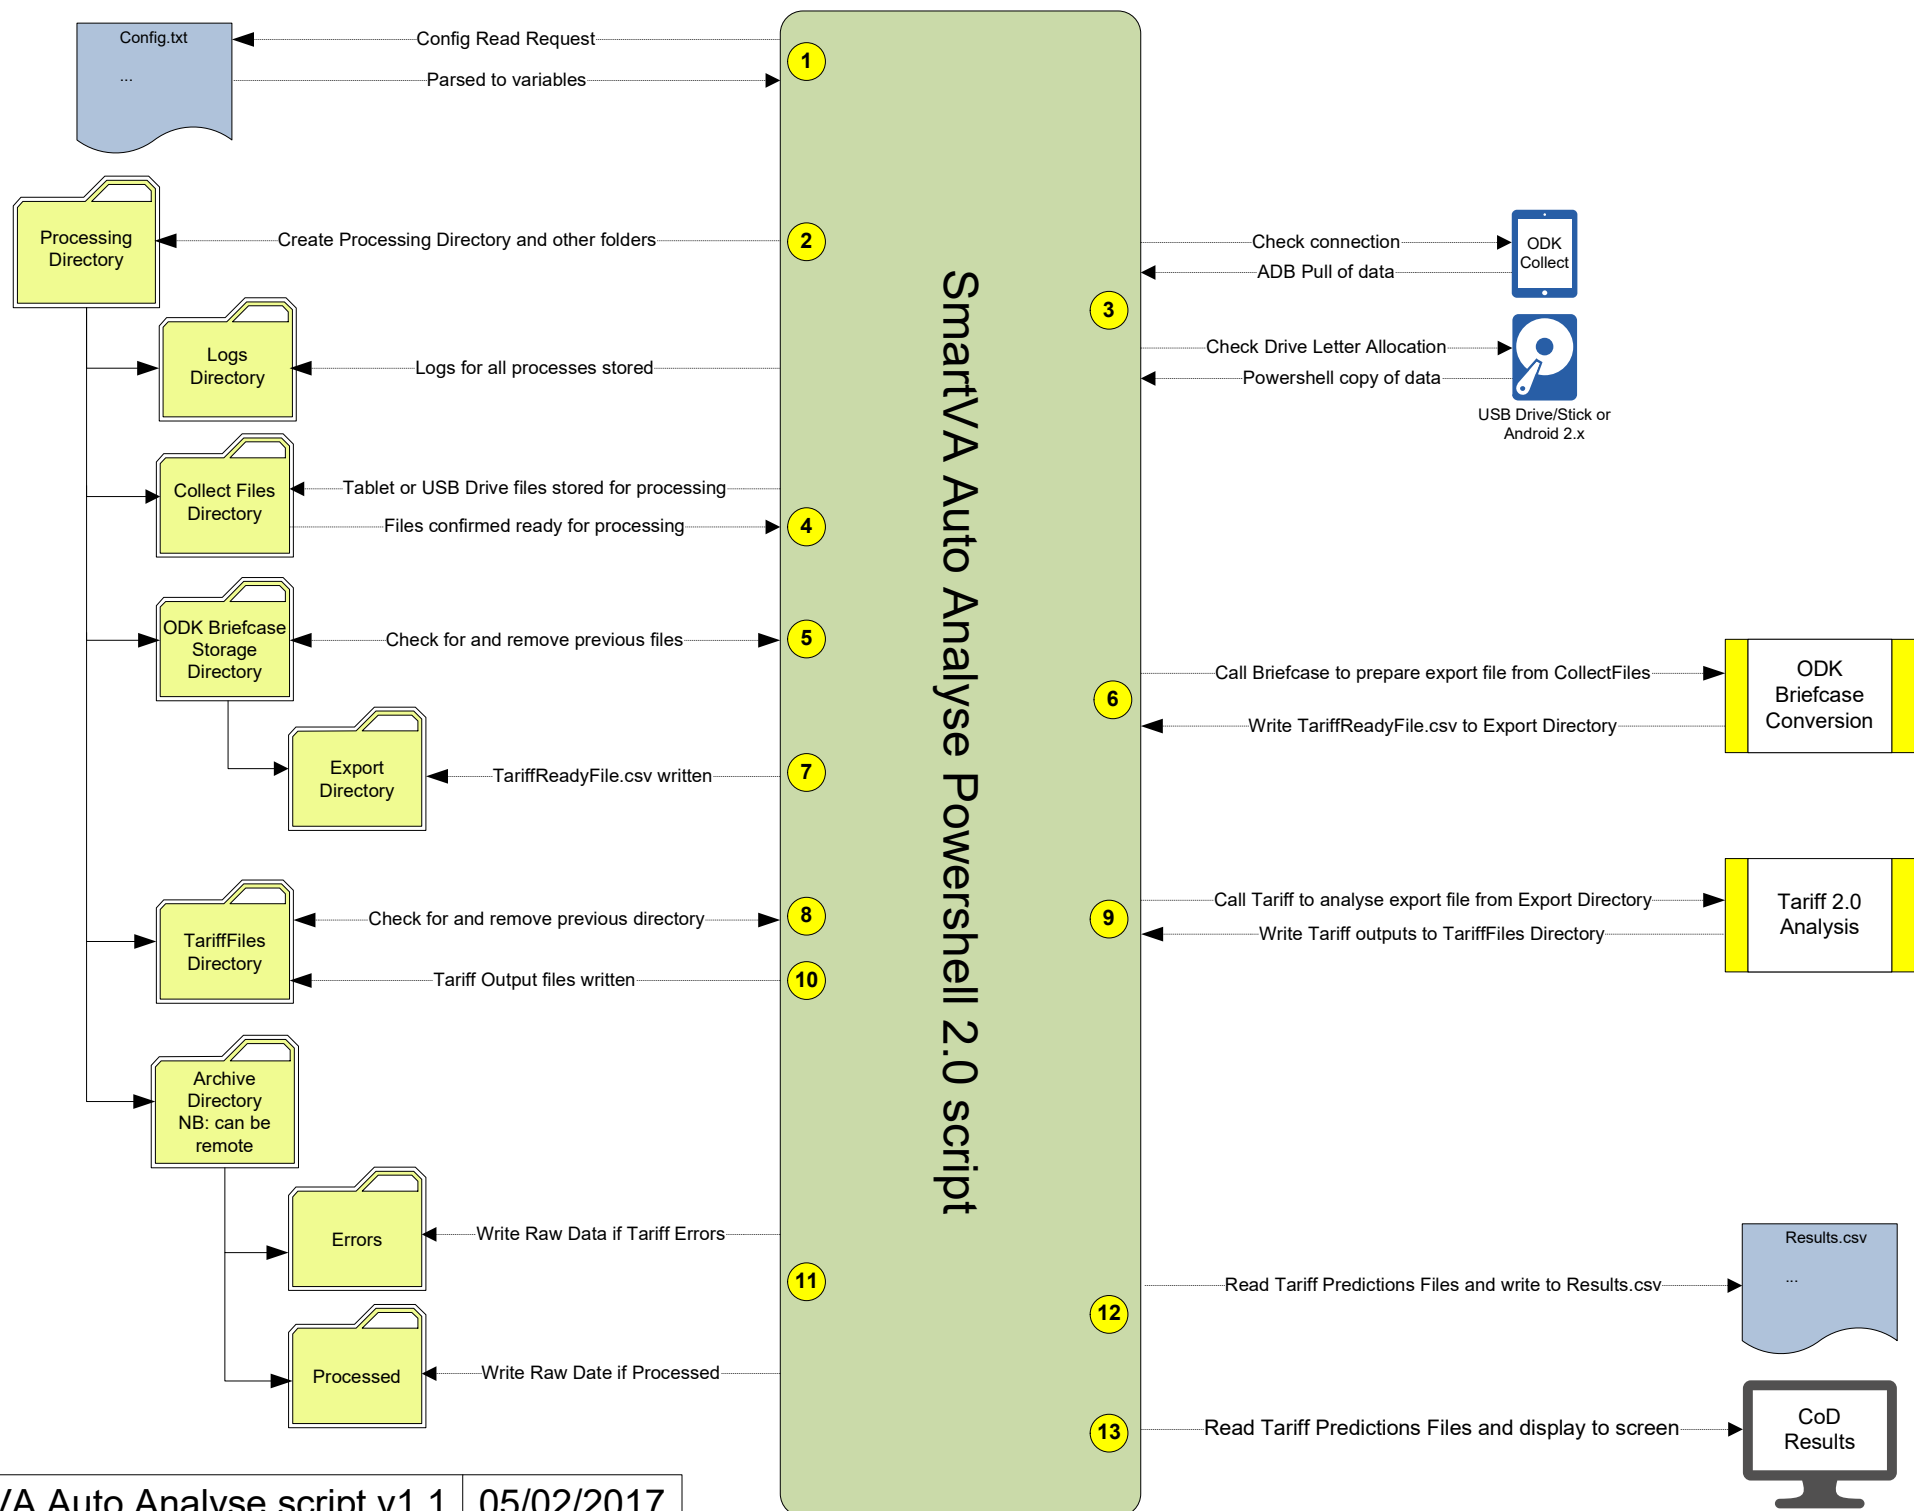 Config.txt
...
Config Read Request
Parsed to variables
1
Processing
Directory
Create Processing Directory and other folders
2
Check connection
ADB Pull of data
ODK
Collect
3
Logs
Directory
Logs for all processes stored
Check Drive Letter Allocation
Powershell copy of data
USB Drive/Stick or
Android 2.x
Collect Files
Directory
Tablet or USB Drive files stored for processing
Files confirmed ready for processing
4
SmartVA Auto Analyse Powershell 2.0 script
ODK Briefcase
Storage
Directory
Check for and remove previous files
5
Call Briefcase to prepare export file from CollectFiles
6
Write TariffReadyFile.csv to Export Directory
ODK
Briefcase
Conversion
Export
Directory
TariffReadyFile.csv written
7
TariffFiles
Directory
Check for and remove previous directory
8
Call Tariff to analyse export file from Export Directory
9
Write Tariff outputs to TariffFiles Directory
Tariff 2.0
Analysis
Tariff Output files written
10
Archive
Directory
NB: can be
remote
Errors
Write Raw Data if Tariff Errors
11
Read Tariff Predictions Files and write to Results.csv
12
Results.csv
...
Processed
Write Raw Date if Processed
13
Read Tariff Predictions Files and display to screen
CoD
Results
VA Auto Analyse script v1.1
05/02/2017